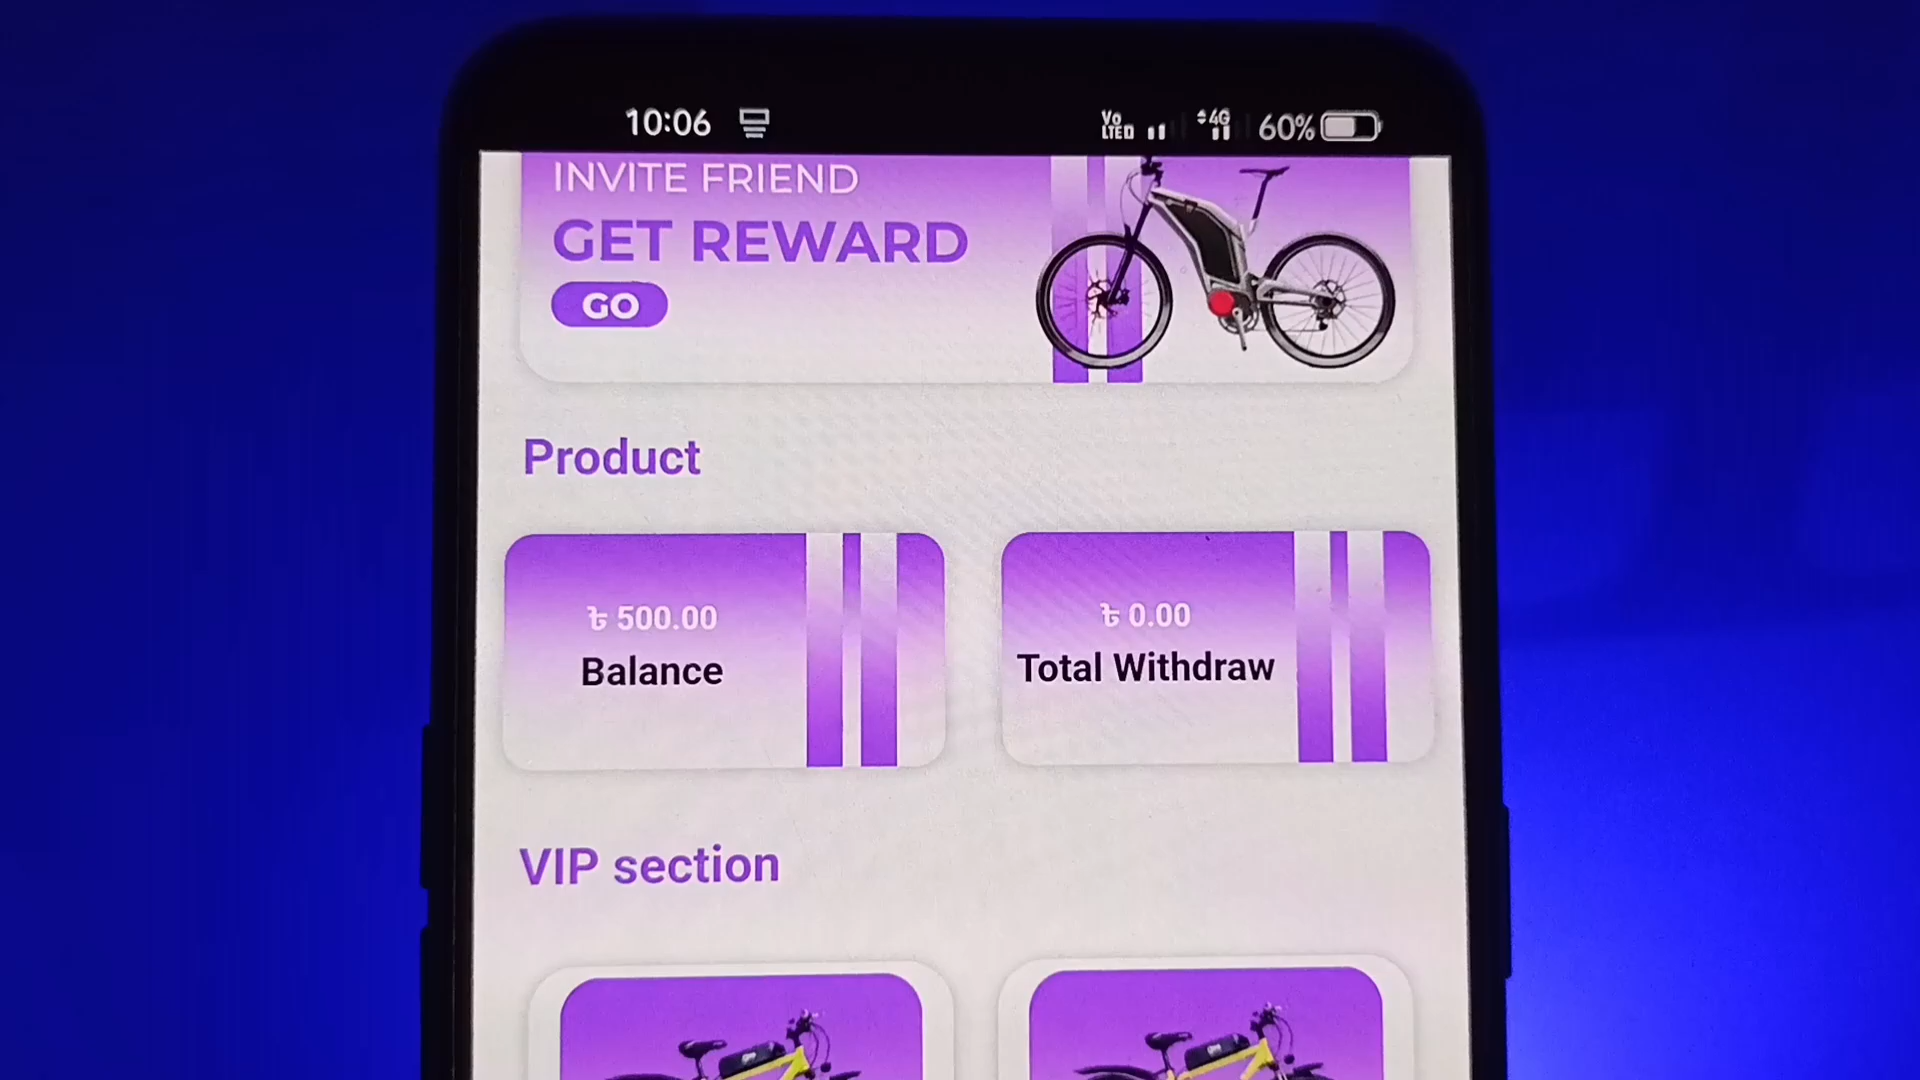 10:06
Vo
LTE
4G
60%
INVITE FRIEND
GET REWARD
GO
Product
৳ 500.00
Balance
৳ 0.00
Total Withdraw
VIP section